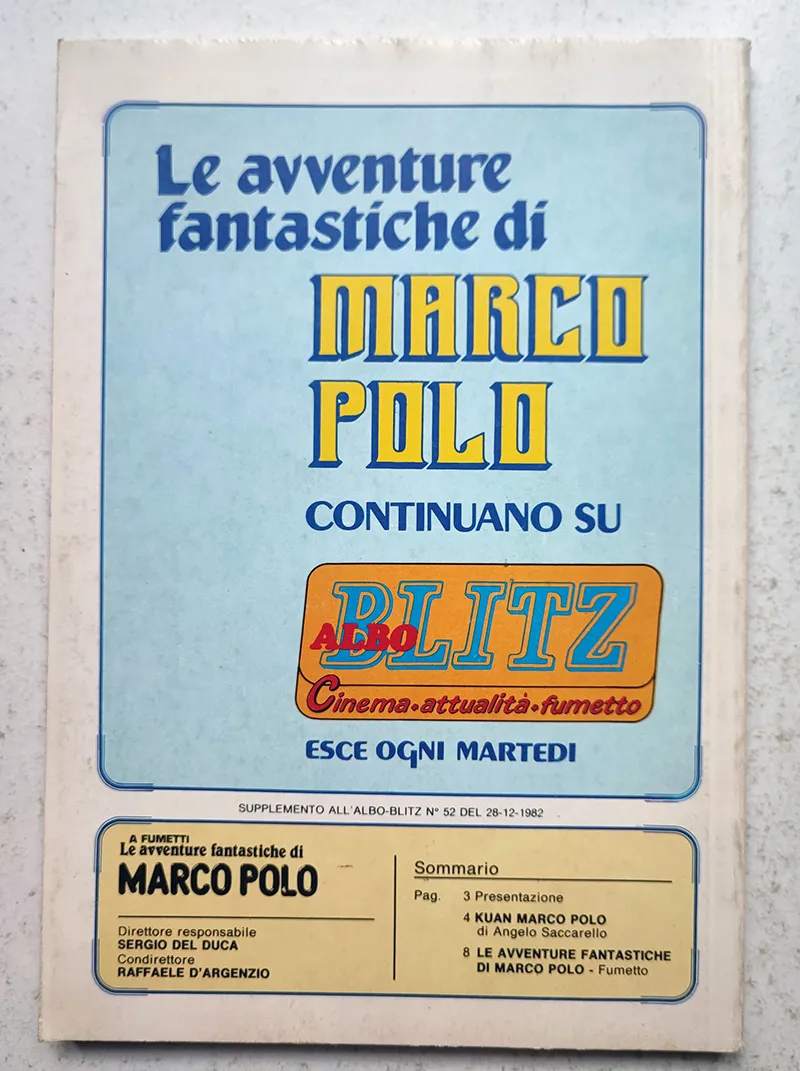 Le avventure
fantastiche di
MARCO
POLO
CONTINUANO SU
ALBO BLITZ
Cinema•attualità•fumetto
ESCE OGNI MARTEDI
SUPPLEMENTO ALL'ALBO-BLITZ N° 52 DEL 28-12-1982
A FUMETTI
Le avventure fantastiche di
MARCO POLO
Direttore responsabile
SERGIO DEL DUCA
Condirettore
RAFFAELE D'ARGENZIO
Sommario
Pag. 3 Presentazione
4 KUAN MARCO POLO
di Angelo Saccarello
8 LE AVVENTURE FANTASTICHE
DI MARCO POLO - Fumetto